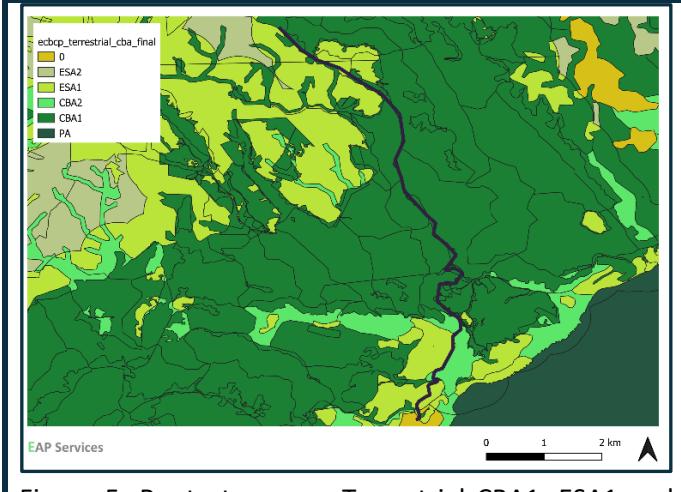 ecbcp_terrestrial_cba_final
0
ESA2
ESA1
CBA2
CBA1
PA
EAP Services
0 1 2 km